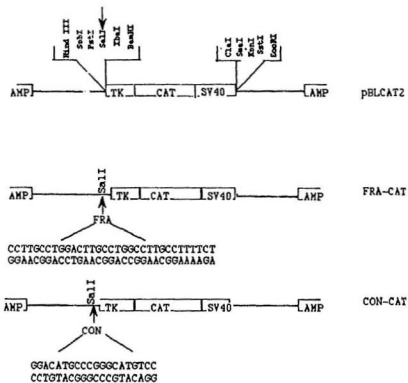 Hind III
SphI
PstI
SalI
XbaI
BamHI
ClaI
SmaI
KpnI
SstI
EcoRI
AMP TK CAT SV40 AMP pBLCAT2
SalI
AMP TK CAT SV40 AMP FRA-CAT
FRA
CCTTGCCTGGACTTGCCTGGCCTTGCCTTTTCT
GGAACGGACCTGAACGGACCGGAACGGAAAAGA
SalI
AMP TK CAT SV40 AMP CON-CAT
CON
GGACATGCCCGGGCATGTCC
CCTGTACGGGCCCGTACAGG